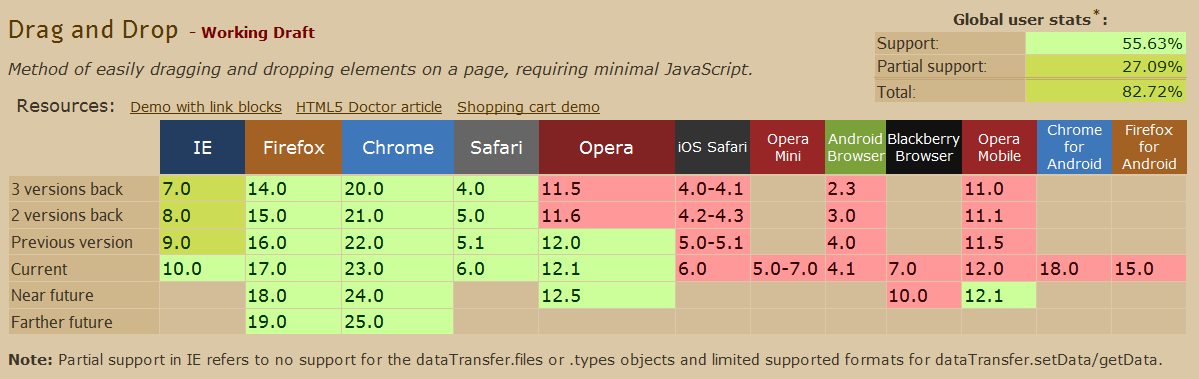 Drag and Drop - Working Draft
Method of easily dragging and dropping elements on a page, requiring minimal JavaScript.
Global user stats*:
Support: 55.63%
Partial support: 27.09%
Total: 82.72%
Resources: Demo with link blocks HTML5 Doctor article Shopping cart demo
IE Firefox Chrome Safari Opera iOS Safari Opera Mini Android Browser Blackberry Browser Opera Mobile Chrome for Android Firefox for Android
3 versions back 7.0 14.0 20.0 4.0 11.5 4.0-4.1 2.3 11.0
2 versions back 8.0 15.0 21.0 5.0 11.6 4.2-4.3 3.0 11.1
Previous version 9.0 16.0 22.0 5.1 12.0 5.0-5.1 4.0 11.5
Current 10.0 17.0 23.0 6.0 12.1 6.0 5.0-7.0 4.1 7.0 12.0 18.0 15.0
Near future 18.0 24.0 12.5 10.0 12.1
Farther future 19.0 25.0
Note: Partial support in IE refers to no support for the dataTransfer.files or .types objects and limited supported formats for dataTransfer.setData/getData.